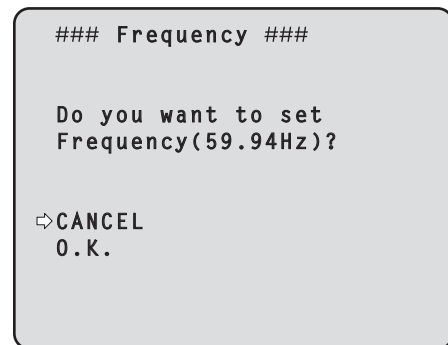 ### Frequency ###
Do you want to set
Frequency(59.94Hz)?
⇨CANCEL
O.K.